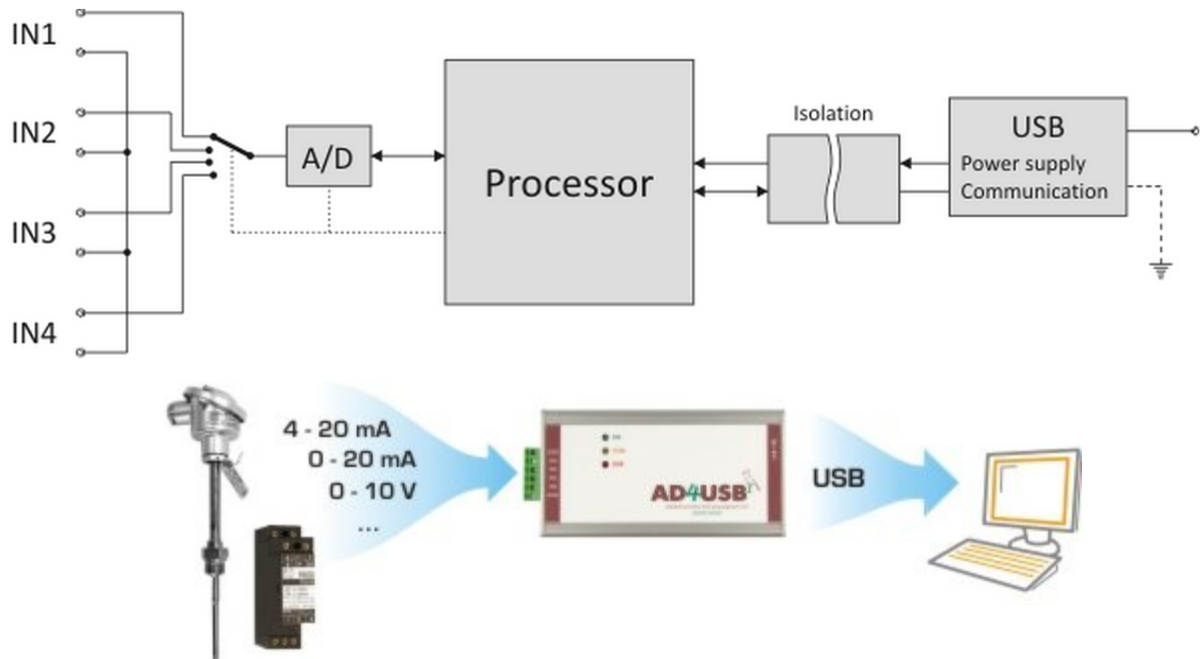 IN1
IN2
IN3
IN4
A/D
Processor
Isolation
USB
Power supply
Communication
4 - 20 mA
0 - 20 mA
0 - 10 V
...
AD4USB
USB